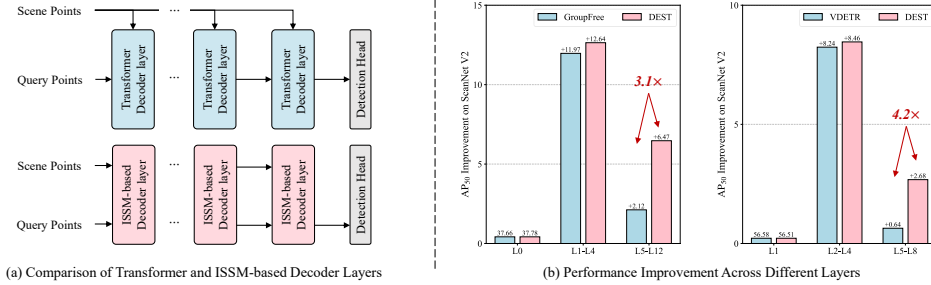 Scene Points
...
Query Points
Transformer Decoder layer
...
Transformer Decoder layer
Transformer Decoder layer
Detection Head
Scene Points
Query Points
ISSM-based Decoder layer
...
...
ISSM-based Decoder layer
ISSM-based Decoder layer
Detection Head
(a) Comparison of Transformer and ISSM-based Decoder Layers
AP50 Improvement on ScanNet V2
15
10
5
0
GroupFree
DEST
37.66
37.78
+11.97
+12.64
+2.12
+6.47
3.1×
L0
L1-L4
L5-L12
AP50 Improvement on ScanNet V2
10
5
0
VDETR
DEST
56.58
56.51
+8.24
+8.46
+0.64
+2.68
4.2×
L1
L2-L4
L5-L8
(b) Performance Improvement Across Different Layers